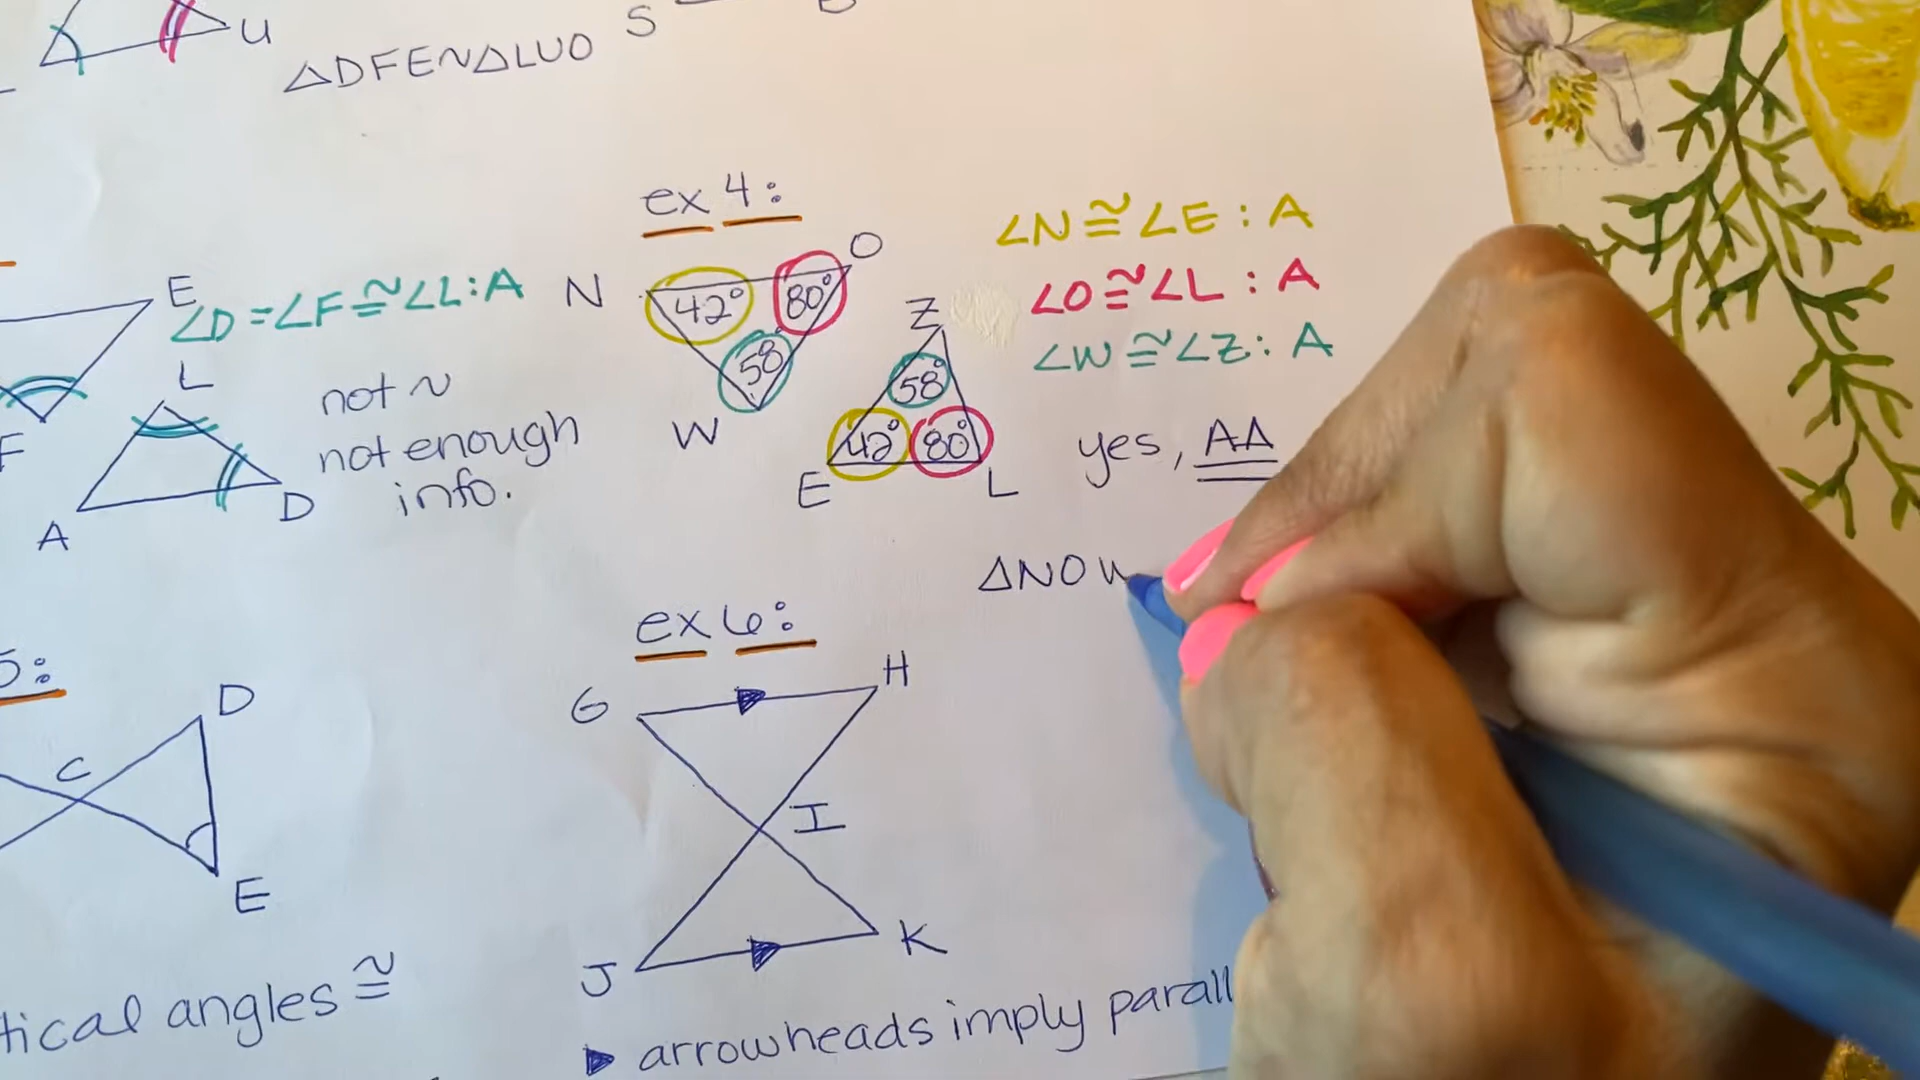 U
S
△DFE~△LUO
ex 4:
N
O
42°
80°
58°
W
Z
58°
42°
80°
E
L
∠N≅∠E : A
∠O≅∠L : A
∠W≅∠Z: A
yes, AA
△NOW
E
∠D=∠F≅∠L:A
L
F
A
D
not ~
not enough
info.
5:
D
C
E
ex 6:
G
H
I
J
K
tical angles ≅
arrowheads imply parall